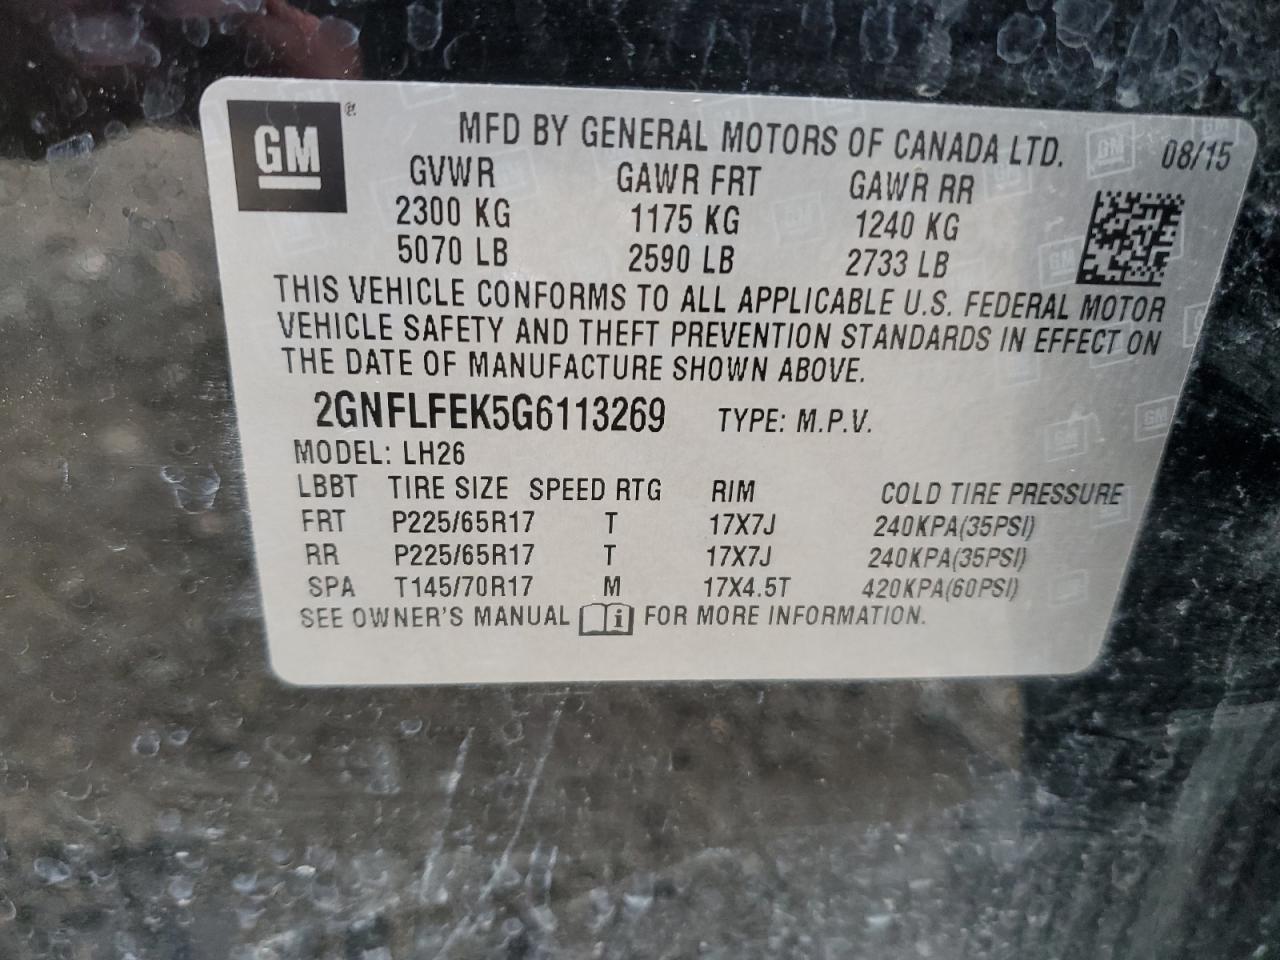 GM ®
MFD BY GENERAL MOTORS OF CANADA LTD. 08/15
GVWR GAWR FRT GAWR RR
2300 KG 1175 KG 1240 KG
5070 LB 2590 LB 2733 LB
THIS VEHICLE CONFORMS TO ALL APPLICABLE U.S. FEDERAL MOTOR
VEHICLE SAFETY AND THEFT PREVENTION STANDARDS IN EFFECT ON
THE DATE OF MANUFACTURE SHOWN ABOVE.
2GNFLFEK5G6113269 TYPE: M.P.V.
MODEL: LH26
LBBT TIRE SIZE SPEED RTG RIM COLD TIRE PRESSURE
FRT P225/65R17 T 17X7J 240KPA(35PSI)
RR P225/65R17 T 17X7J 240KPA(35PSI)
SPA T145/70R17 M 17X4.5T 420KPA(60PSI)
SEE OWNER'S MANUAL i FOR MORE INFORMATION.